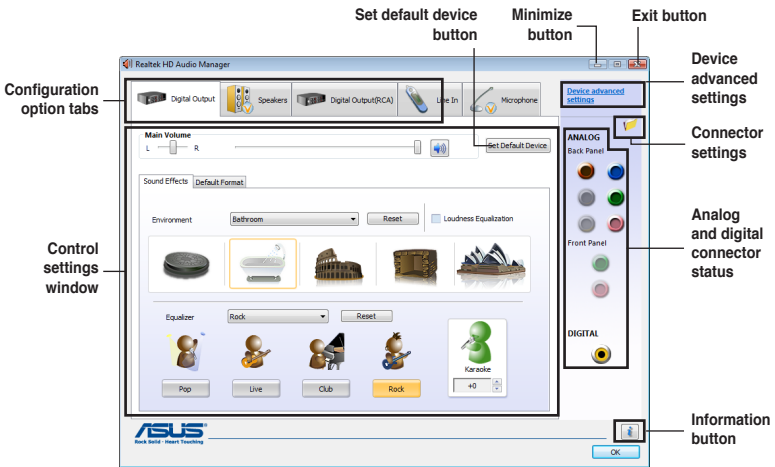 Set default device
button
Minimize
button
Exit button
Realtek HD Audio Manager
Configuration
option tabs
Digital Output
Speakers
Digital Output(RCA)
Line In
Microphone
Device advanced
settings
Device
advanced
settings
Main Volume
L
R
Set Default Device
ANALOG
Back Panel
Connector
settings
Sound Effects
Default Format
Environment
Bathroom
Reset
Loudness Equalization
Control
settings
window
Front Panel
Analog
and digital
connector
status
Equalizer
Rock
Reset
Pop
Live
Club
Rock
Karaoke
+0
DIGITAL
ASUS
Rock Solid · Heart Touching
Information
button
OK